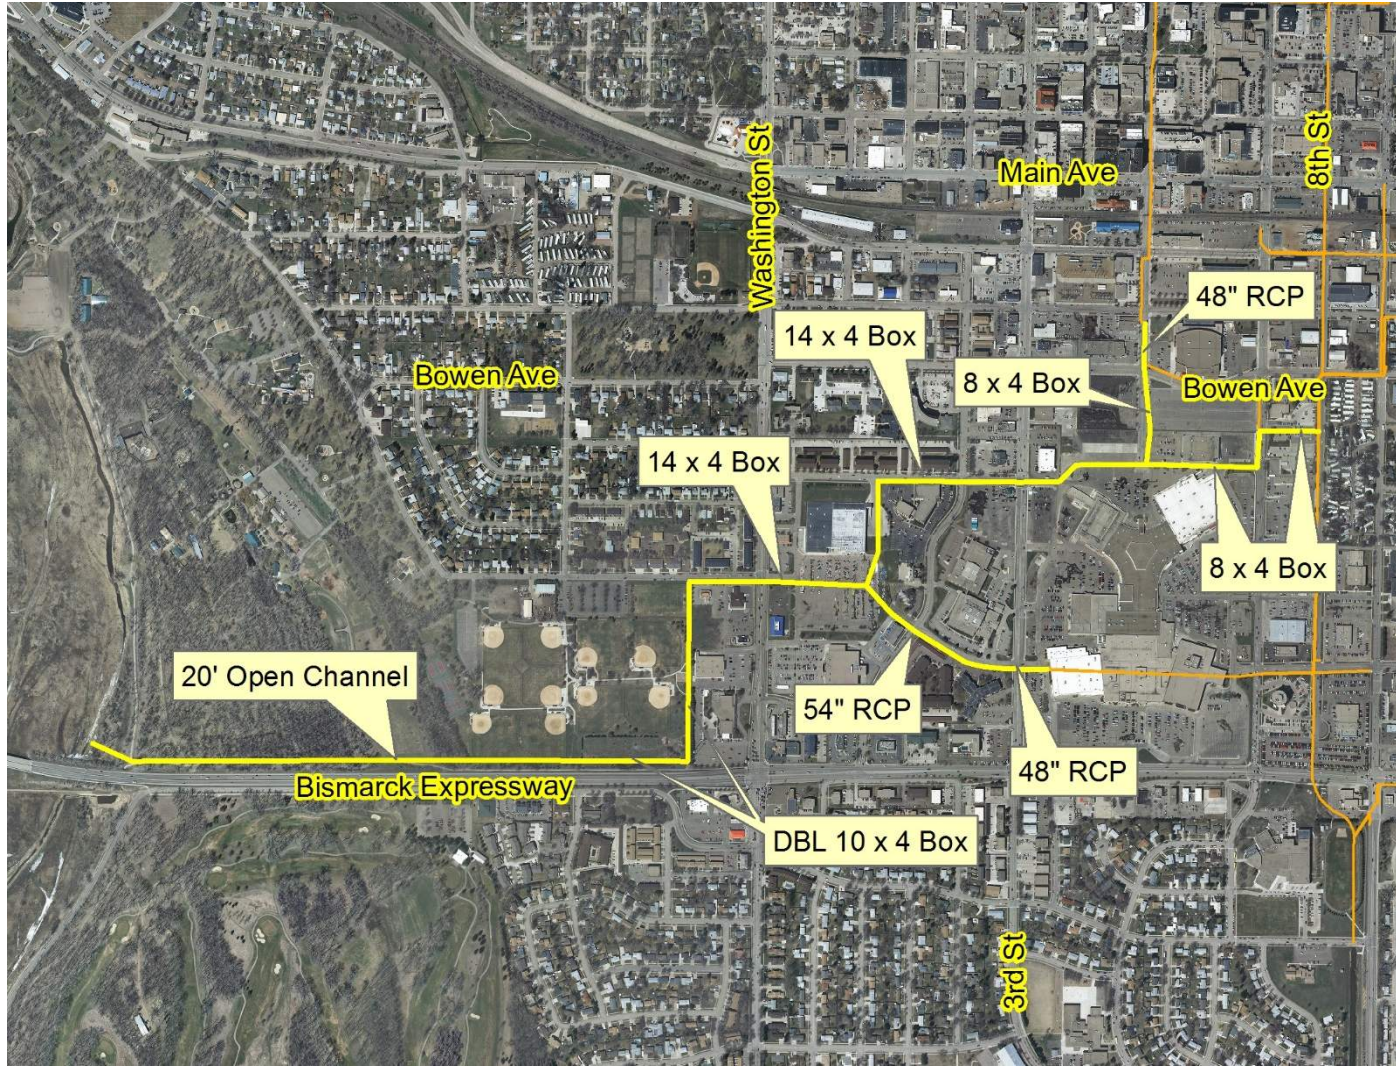 Washington St
Main Ave
8th St
48" RCP
14 x 4 Box
8 x 4 Box
Bowen Ave
Bowen Ave
14 x 4 Box
8 x 4 Box
20' Open Channel
54" RCP
48" RCP
Bismarck Expressway
DBL 10 x 4 Box
3rd St